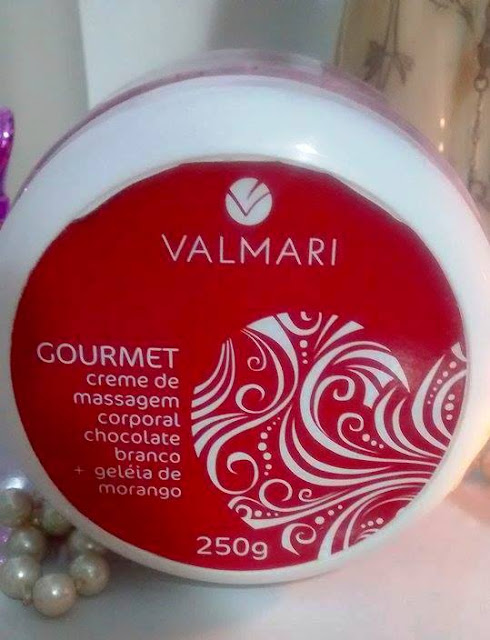 VALMARI
GOURMET
creme de
massagem
corporal
chocolate
branco
+ geléia de
morango
250g